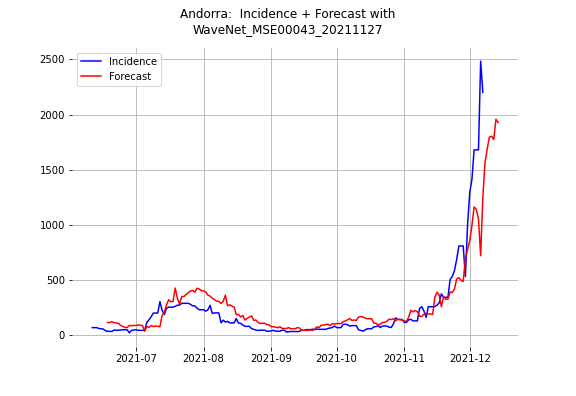 Andorra:  Incidence + Forecast with
WaveNet_MSE00043_20211127
Incidence
Forecast
2500
2000
1500
1000
500
0
2021-07 2021-08 2021-09 2021-10 2021-11 2021-12